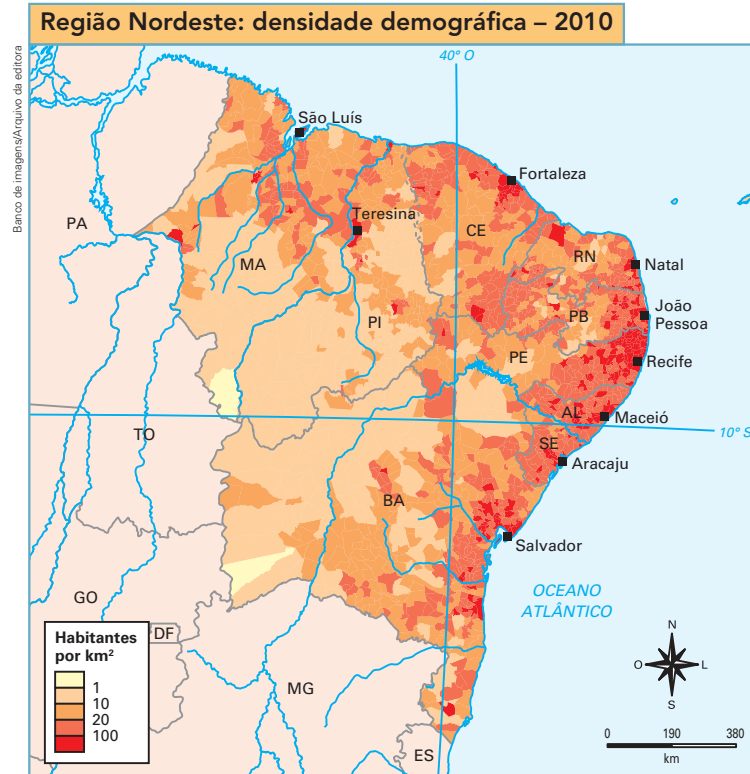 Região Nordeste: densidade demográfica – 2010
Banco de imagens/Arquivo da editora
40° O
São Luís
Fortaleza
PA
Teresina
CE
RN
MA
Natal
João
Pessoa
PI
PB
PE
Recife
AL
Maceió
TO
10° S
SE
Aracaju
BA
Salvador
OCEANO
ATLÂNTICO
GO
DF
Habitantes
por km²
1
10
20
100
MG
ES
N
O
L
S
0 190 380
km